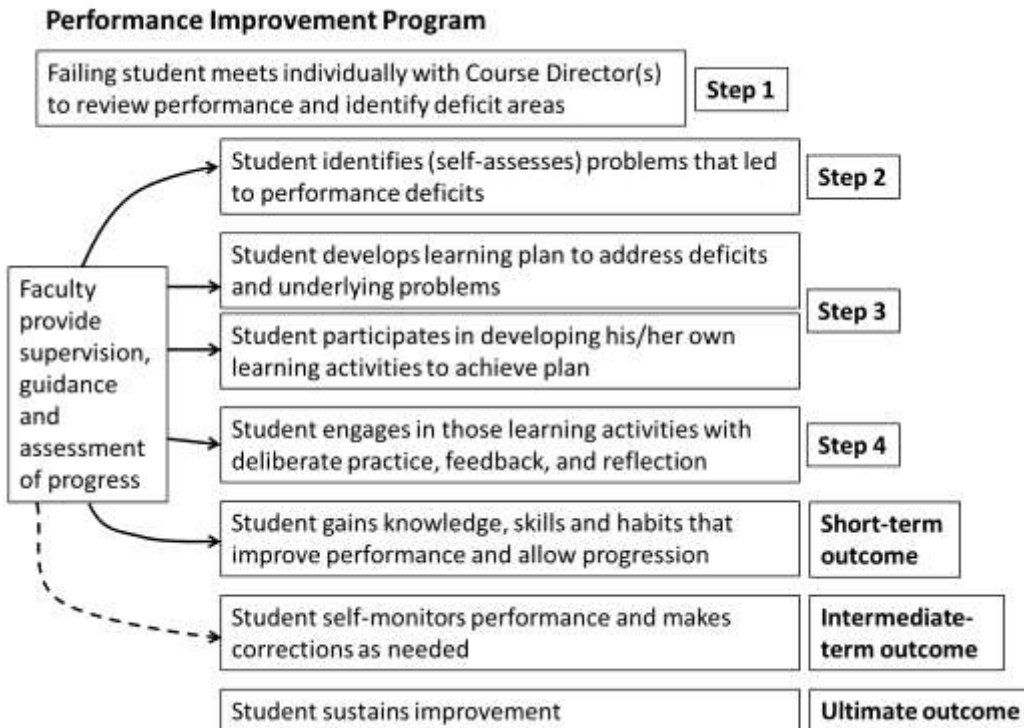 Performance Improvement Program
Failing student meets individually with Course Director(s)
to review performance and identify deficit areas
Step 1
Student identifies (self-assesses) problems that led
to performance deficits
Step 2
Faculty
provide
supervision,
guidance
and
assessment
of progress
Student develops learning plan to address deficits
and underlying problems
Student participates in developing his/her own
learning activities to achieve plan
Step 3
Student engages in those learning activities with
deliberate practice, feedback, and reflection
Step 4
Student gains knowledge, skills and habits that
improve performance and allow progression
Short-term
outcome
Student self-monitors performance and makes
corrections as needed
Intermediate-
term outcome
Student sustains improvement
Ultimate outcome